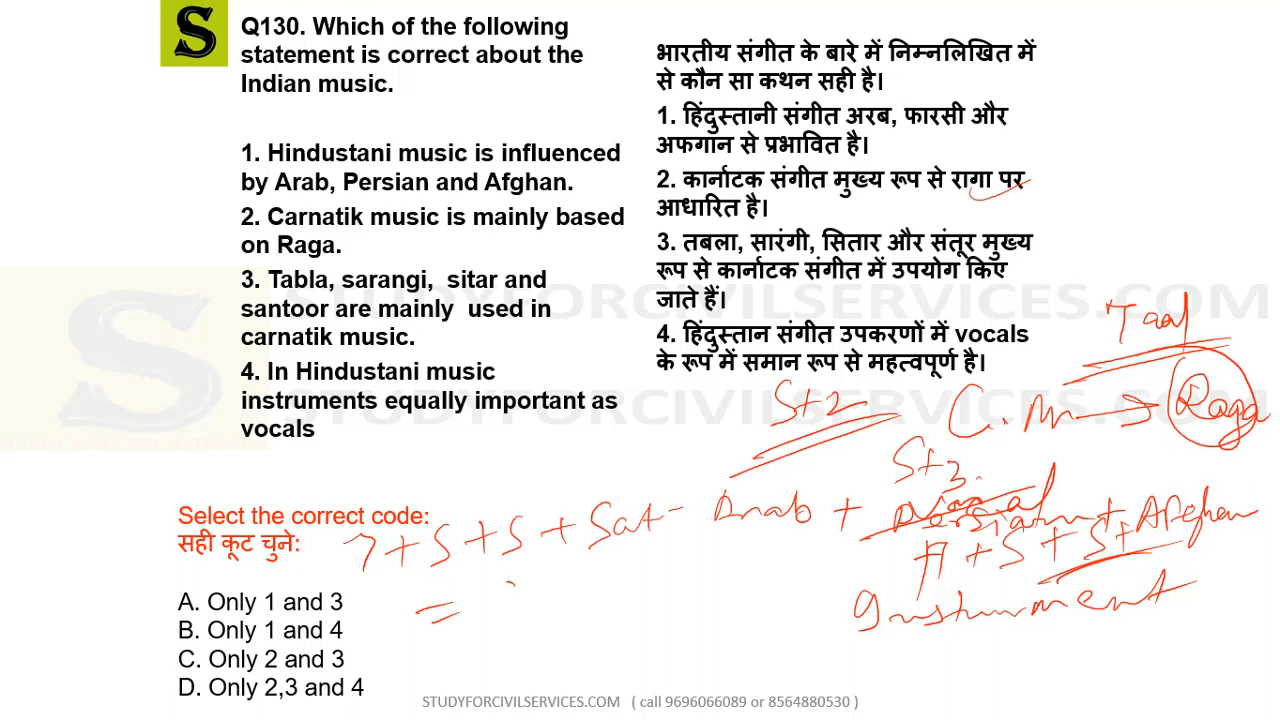 S
Q130. Which of the following
statement is correct about the
Indian music.
1. Hindustani music is influenced
by Arab, Persian and Afghan.
2. Carnatik music is mainly based
on Raga.
3. Tabla, sarangi, sitar and
santoor are mainly used in
carnatik music.
4. In Hindustani music
instruments equally important as
vocals
भारतीय संगीत के बारे में निम्नलिखित में
से कौन सा कथन सही है।
1. हिंदुस्तानी संगीत अरब, फारसी और
अफगान से प्रभावित है।
2. कार्नाटक संगीत मुख्य रूप से रागा पर
आधारित है।
3. तबला, सारंगी, सितार और संतूर मुख्य
रूप से कार्नाटक संगीत में उपयोग किए
जाते हैं।
4. हिंदुस्तान संगीत उपकरणों में vocals
के रूप में समान रूप से महत्वपूर्ण है।
Taal
St 2
C.M → Raga
St 3
Arab + Persian + Afghan
S + S + Sat
Instrument
Select the correct code:
सही कूट चुने:
A. Only 1 and 3
B. Only 1 and 4
C. Only 2 and 3
D. Only 2,3 and 4
STUDYFORCIVILSERVICES.COM
STUDYFORCIVILSERVICES.COM
STUDYFORCIVILSERVICES.COM ( call 9696066089 or 8564880530 )